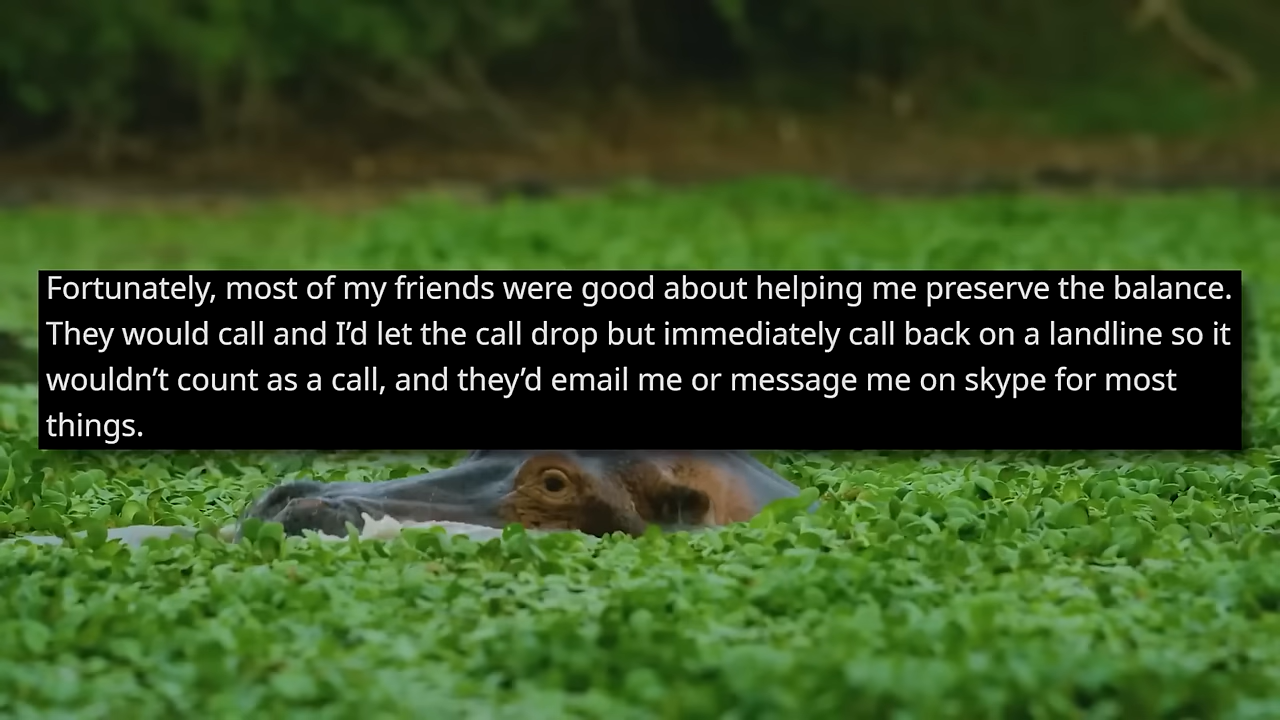 Fortunately, most of my friends were good about helping me preserve the balance.
They would call and I’d let the call drop but immediately call back on a landline so it
wouldn’t count as a call, and they’d email me or message me on skype for most
things.